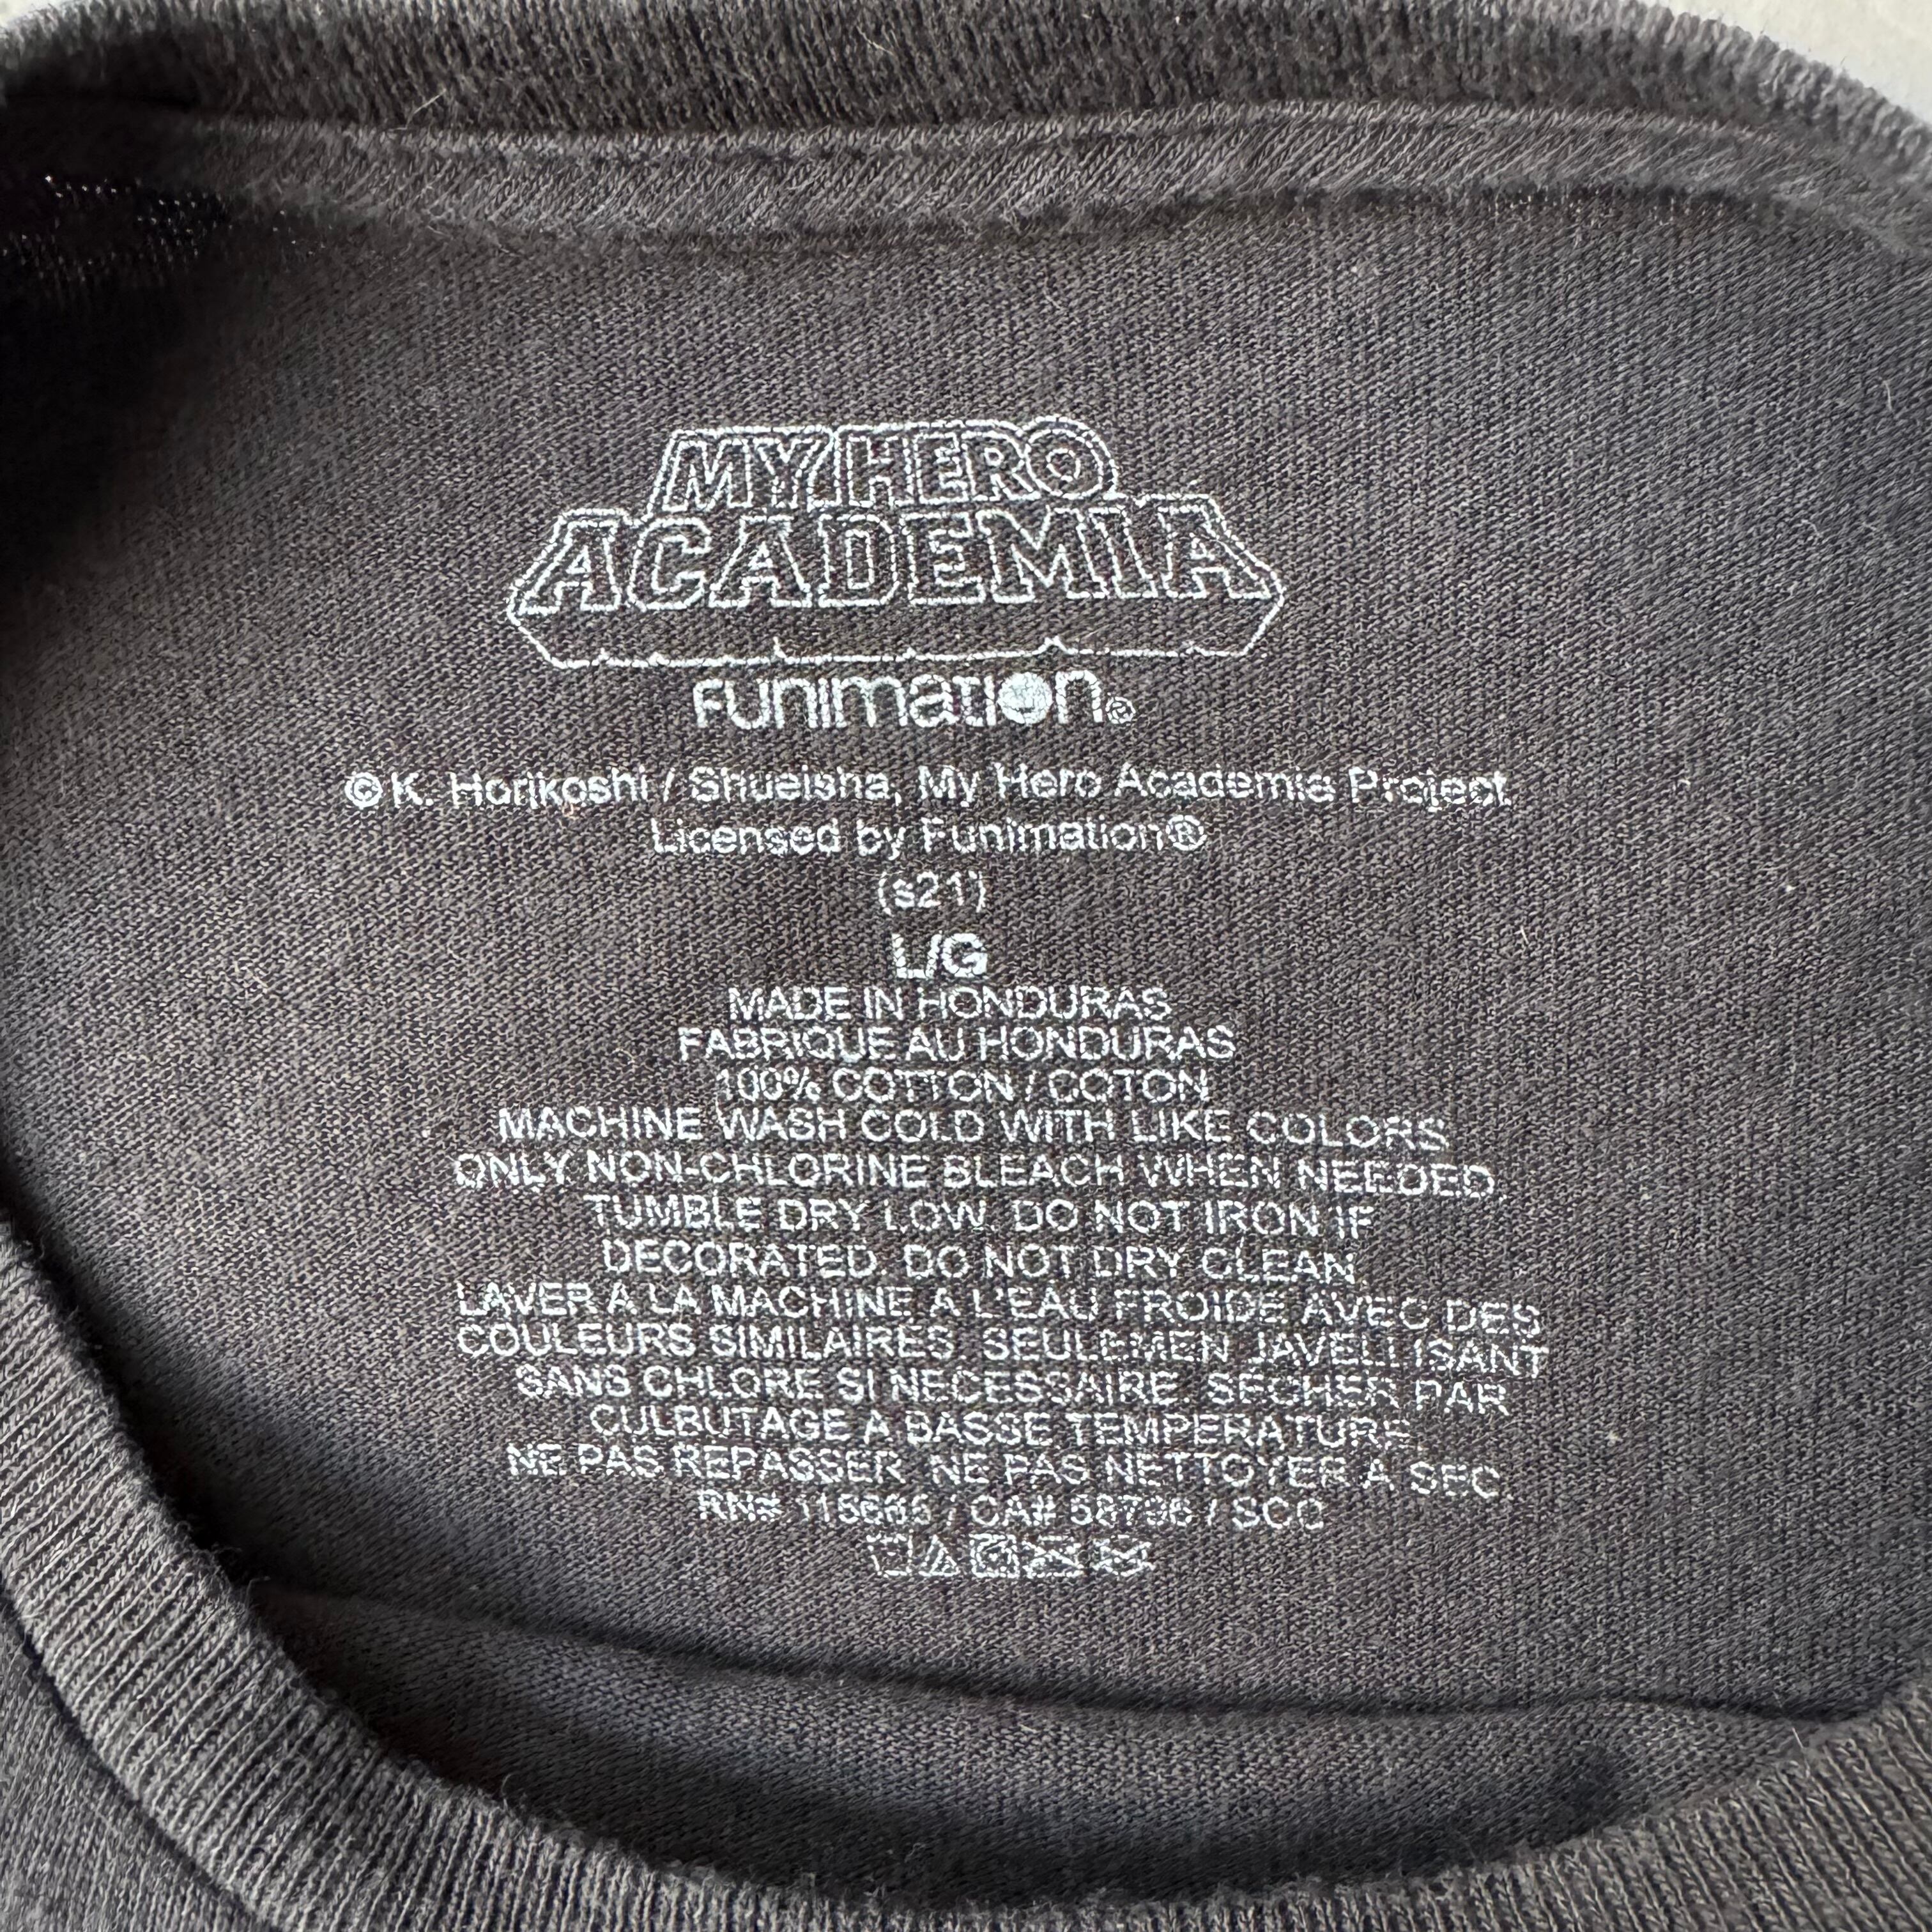 MY HERO
ACADEMIA
FUNIMATION®
© K. Horikoshi / Shueisha, My Hero Academia Project.
Licensed by Funimation®
(s21')
L/G
MADE IN HONDURAS
FABRIQUE AU HONDURAS
100% COTTON / COTON
MACHINE WASH COLD WITH LIKE COLORS.
ONLY NON-CHLORINE BLEACH WHEN NEEDED.
TUMBLE DRY LOW. DO NOT IRON IF
DECORATED. DO NOT DRY CLEAN.
LAVER A LA MACHINE A L'EAU FROIDE AVEC DES
COULEURS SIMILAIRES. SEULEMEN JAVELLISANT
SANS CHLORE SI NECESSAIRE. SECHER PAR
CULBUTAGE A BASSE TEMPERATURE.
NE PAS REPASSER. NE PAS NETTOYER A SEC
RN# / CA# / SCC